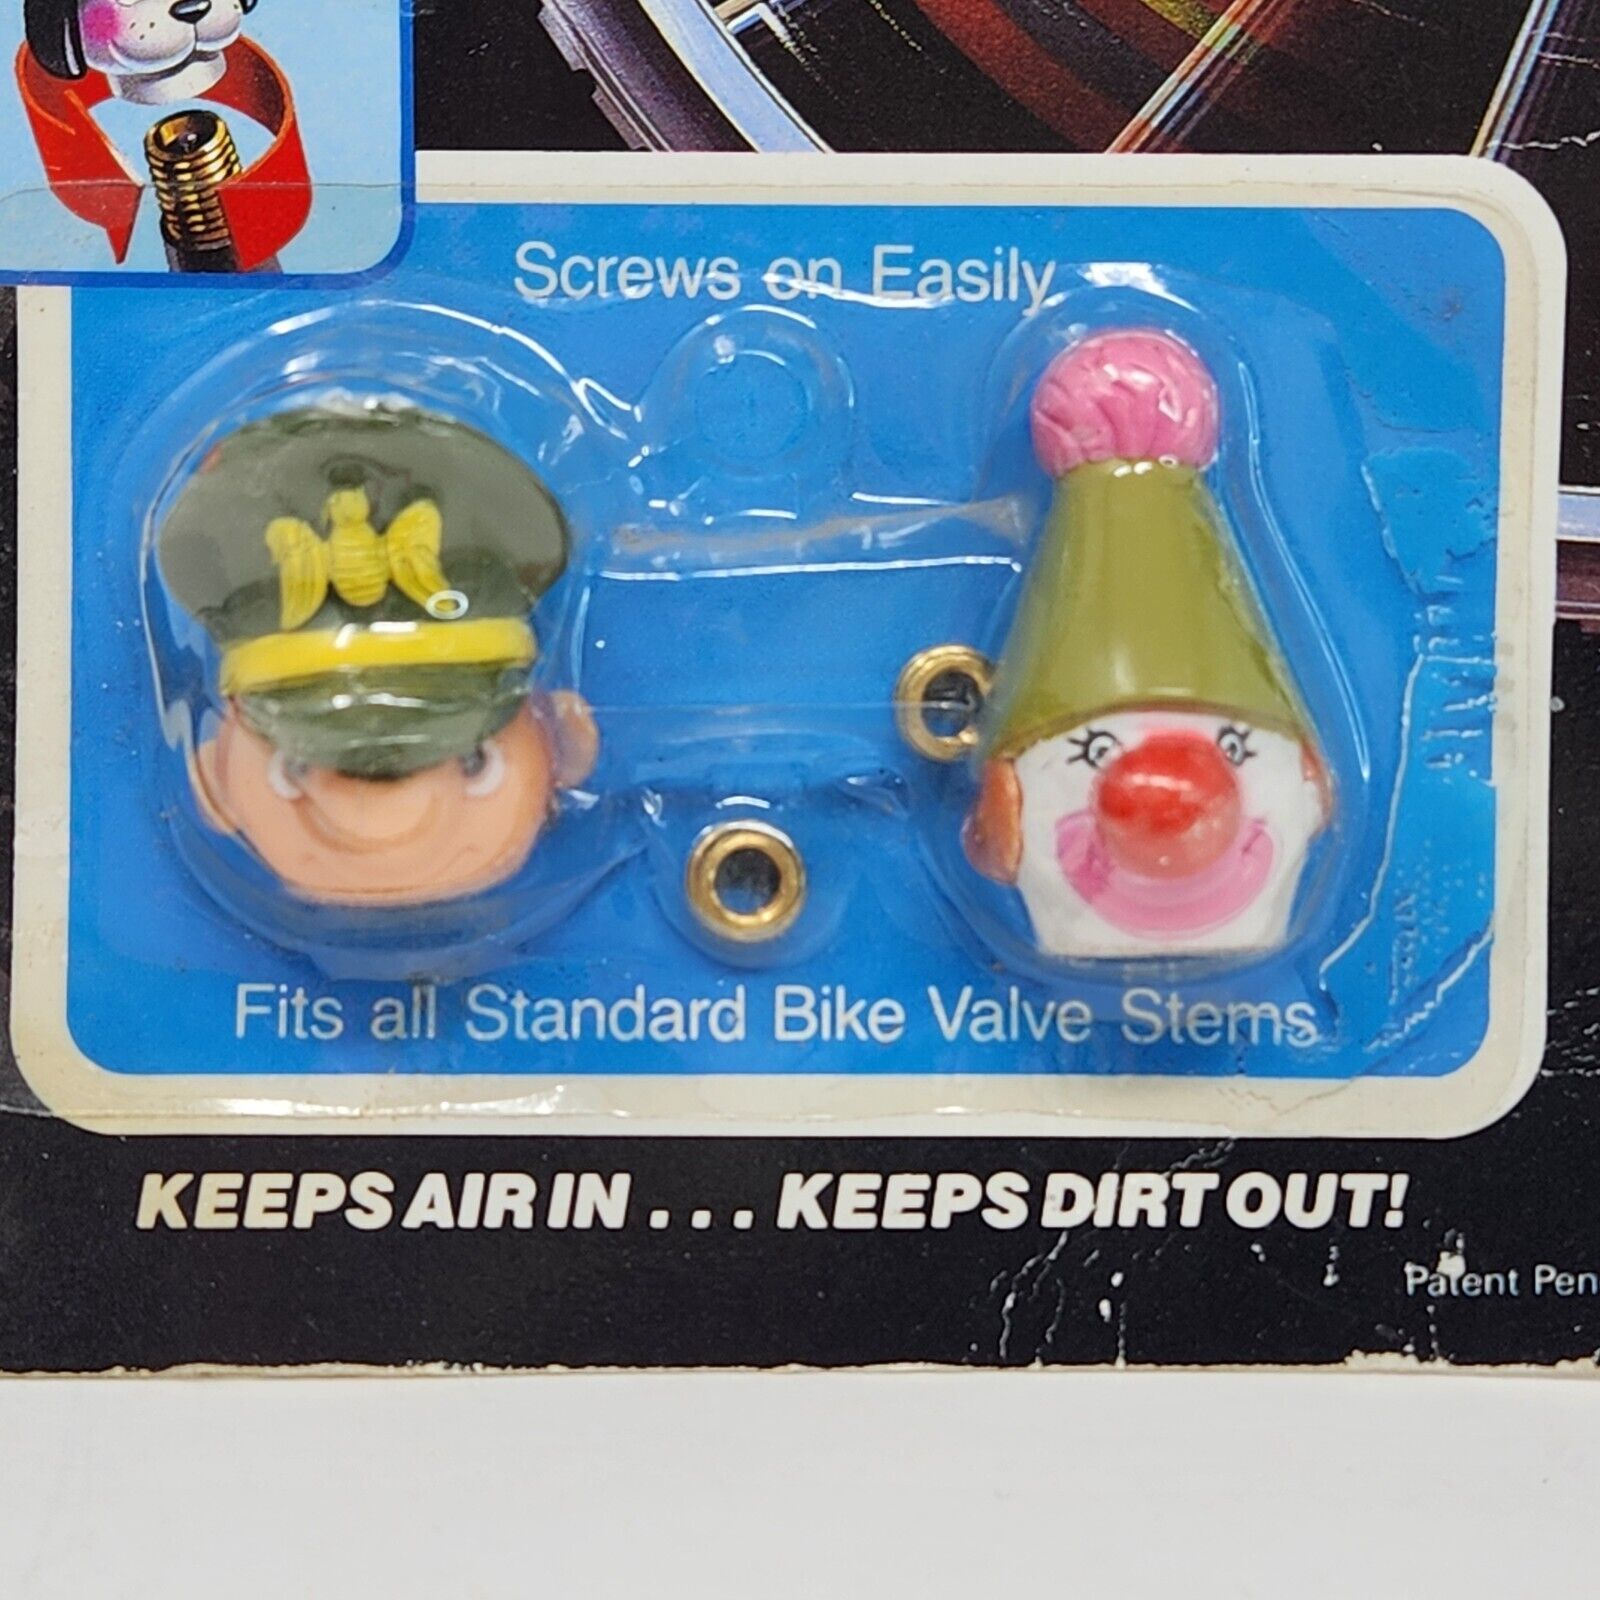 Screws on Easily
Fits all Standard Bike Valve Stems
KEEPS AIR IN . . . KEEPS DIRT OUT!
Patent Pen